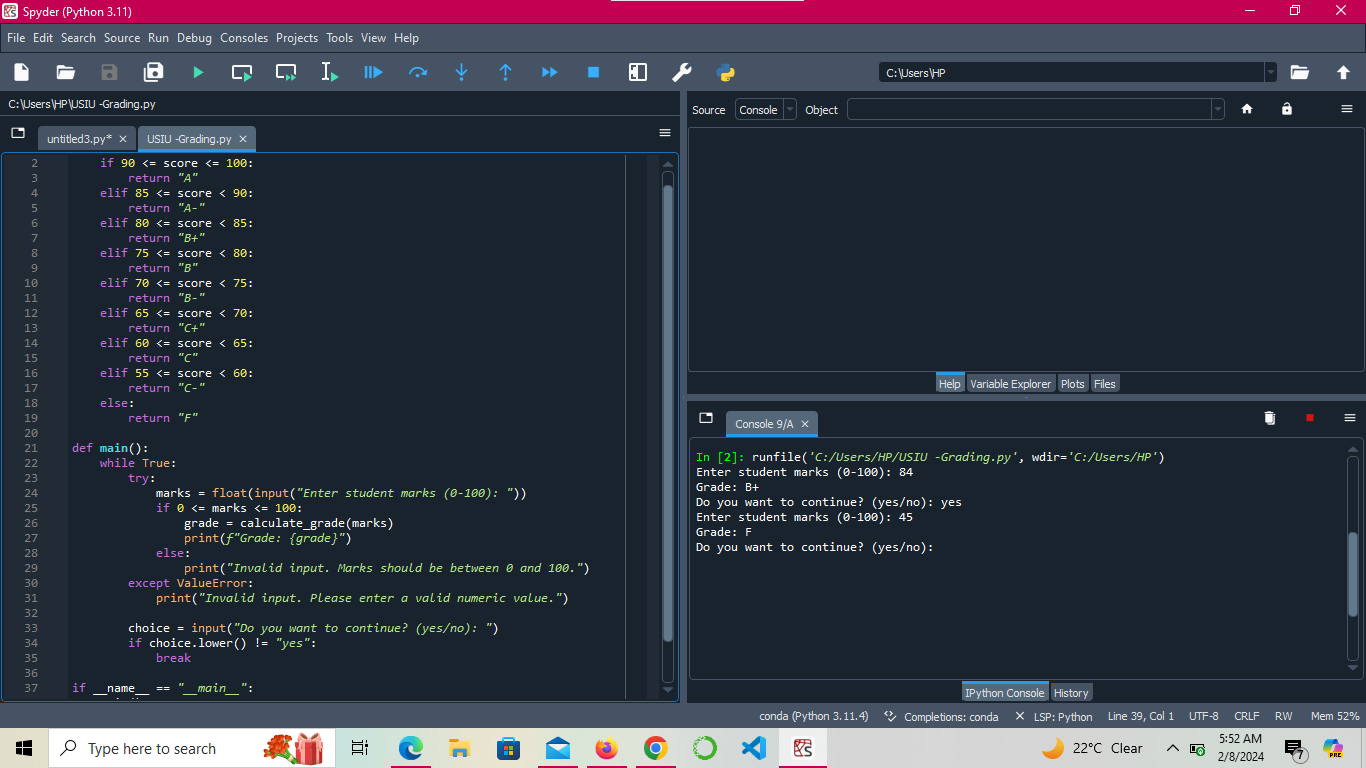 Spyder (Python 3.11)
File Edit Search Source Run Debug Consoles Projects Tools View Help
C:\Users\HP
C:\Users\HP\USIU -Grading.py
untitled3.py*
USIU -Grading.py
2 if 90 <= score <= 100:
3 return "A"
4 elif 85 <= score < 90:
5 return "A-"
6 elif 80 <= score < 85:
7 return "B+"
8 elif 75 <= score < 80:
9 return "B"
10 elif 70 <= score < 75:
11 return "B-"
12 elif 65 <= score < 70:
13 return "C+"
14 elif 60 <= score < 65:
15 return "C"
16 elif 55 <= score < 60:
17 return "C-"
18 else:
19 return "F"
20
21 def main():
22 while True:
23 try:
24 marks = float(input("Enter student marks (0-100): "))
25 if 0 <= marks <= 100:
26 grade = calculate_grade(marks)
27 print(f"Grade: {grade}")
28 else:
29 print("Invalid input. Marks should be between 0 and 100.")
30 except ValueError:
31 print("Invalid input. Please enter a valid numeric value.")
32
33 choice = input("Do you want to continue? (yes/no): ")
34 if choice.lower() != "yes":
35 break
36
37 if __name__ == "__main__":
Source Console Object
Help Variable Explorer Plots Files
Console 9/A
In [2]: runfile('C:/Users/HP/USIU -Grading.py', wdir='C:/Users/HP')
Enter student marks (0-100): 84
Grade: B+
Do you want to continue? (yes/no): yes
Enter student marks (0-100): 45
Grade: F
Do you want to continue? (yes/no):
IPython Console History
conda (Python 3.11.4) Completions: conda LSP: Python Line 39, Col 1 UTF-8 CRLF RW Mem 52%
Type here to search
22°C Clear
5:52 AM
2/8/2024
7
PRE